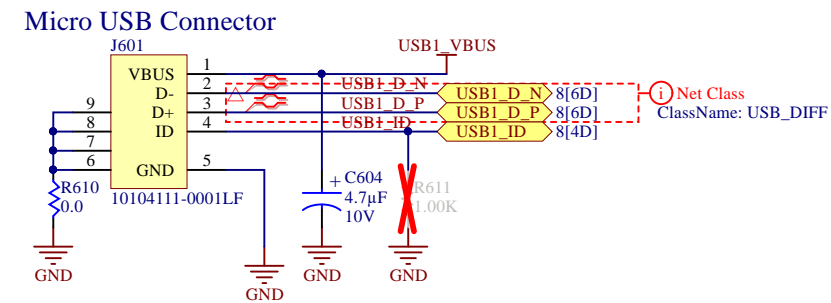 Micro USB Connector
J601
USB1_VBUS
VBUS
1
D-
2
USB1_D_N
USB1_D_N
8[6D]
i
Net Class
D+
3
USB1_D_P
USB1_D_P
8[6D]
ClassName: USB_DIFF
ID
4
USB1_ID
USB1_ID
8[4D]
9
8
7
6
GND
5
R610
0.0
10104111-0001LF
+
C604
4.7µF
10V
R611
1.00K
GND
GND
GND
GND